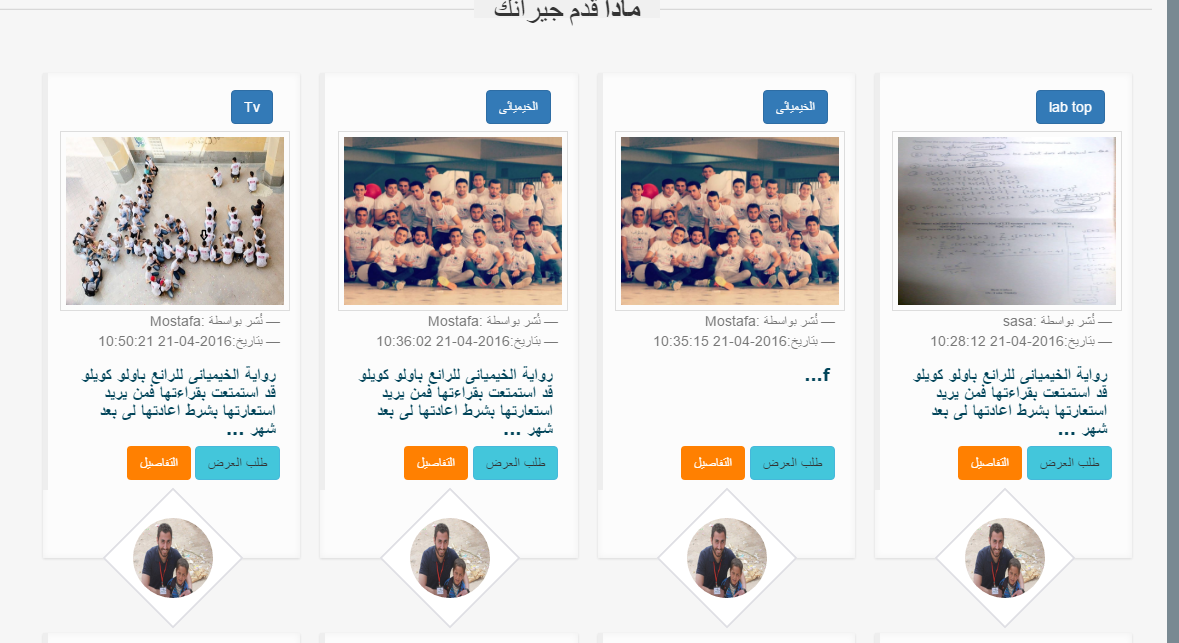 ماذا قدم جيرانك
lab top
— نُشر بواسطة :sasa
— بتاريخ:2016-04-21 10:28:12
رواية الخيميائى للرائع باولو كويلو
قد استمتعت بقراءتها فمن يريد
استعارتها بشرط اعادتها لى بعد
شهر ...
طلب العرض
التفاصيل
الخيميائى
— نُشر بواسطة :Mostafa
— بتاريخ:2016-04-21 10:35:15
f...
طلب العرض
التفاصيل
الخيميائى
— نُشر بواسطة :Mostafa
— بتاريخ:2016-04-21 10:36:02
رواية الخيميائى للرائع باولو كويلو
قد استمتعت بقراءتها فمن يريد
استعارتها بشرط اعادتها لى بعد
شهر ...
طلب العرض
التفاصيل
Tv
— نُشر بواسطة :Mostafa
— بتاريخ:2016-04-21 10:50:21
رواية الخيميائى للرائع باولو كويلو
قد استمتعت بقراءتها فمن يريد
استعارتها بشرط اعادتها لى بعد
شهر ...
طلب العرض
التفاصيل